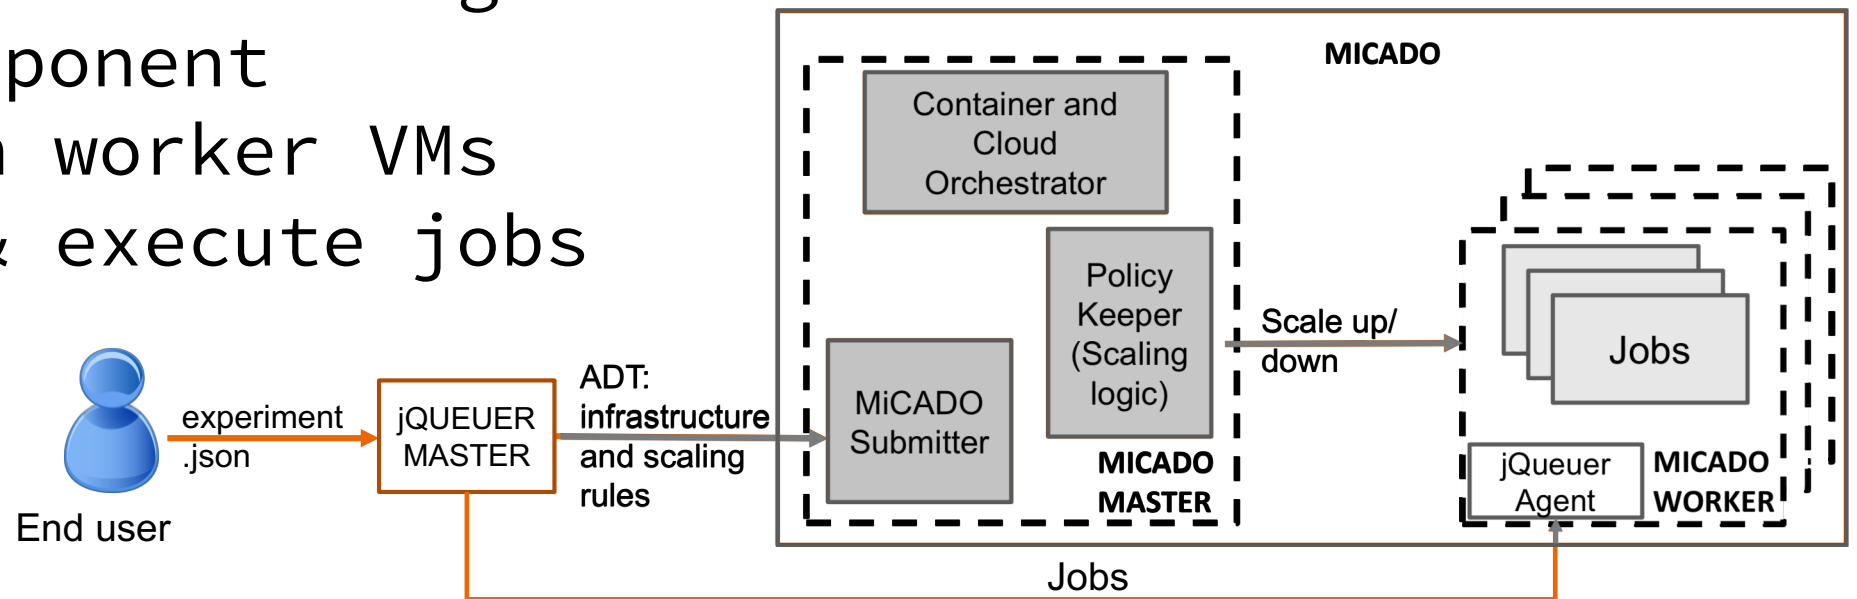 ponent
worker VMs
& execute jobs
MICADO
Container and
Cloud
Orchestrator
Policy
Keeper
(Scaling
logic)
MiCADO
Submitter
MICADO
MASTER
Scale up/
down
Jobs
jQueuer
Agent
MICADO
WORKER
experiment
.json
End user
jQUEUER
MASTER
ADT:
infrastructure
and scaling
rules
Jobs